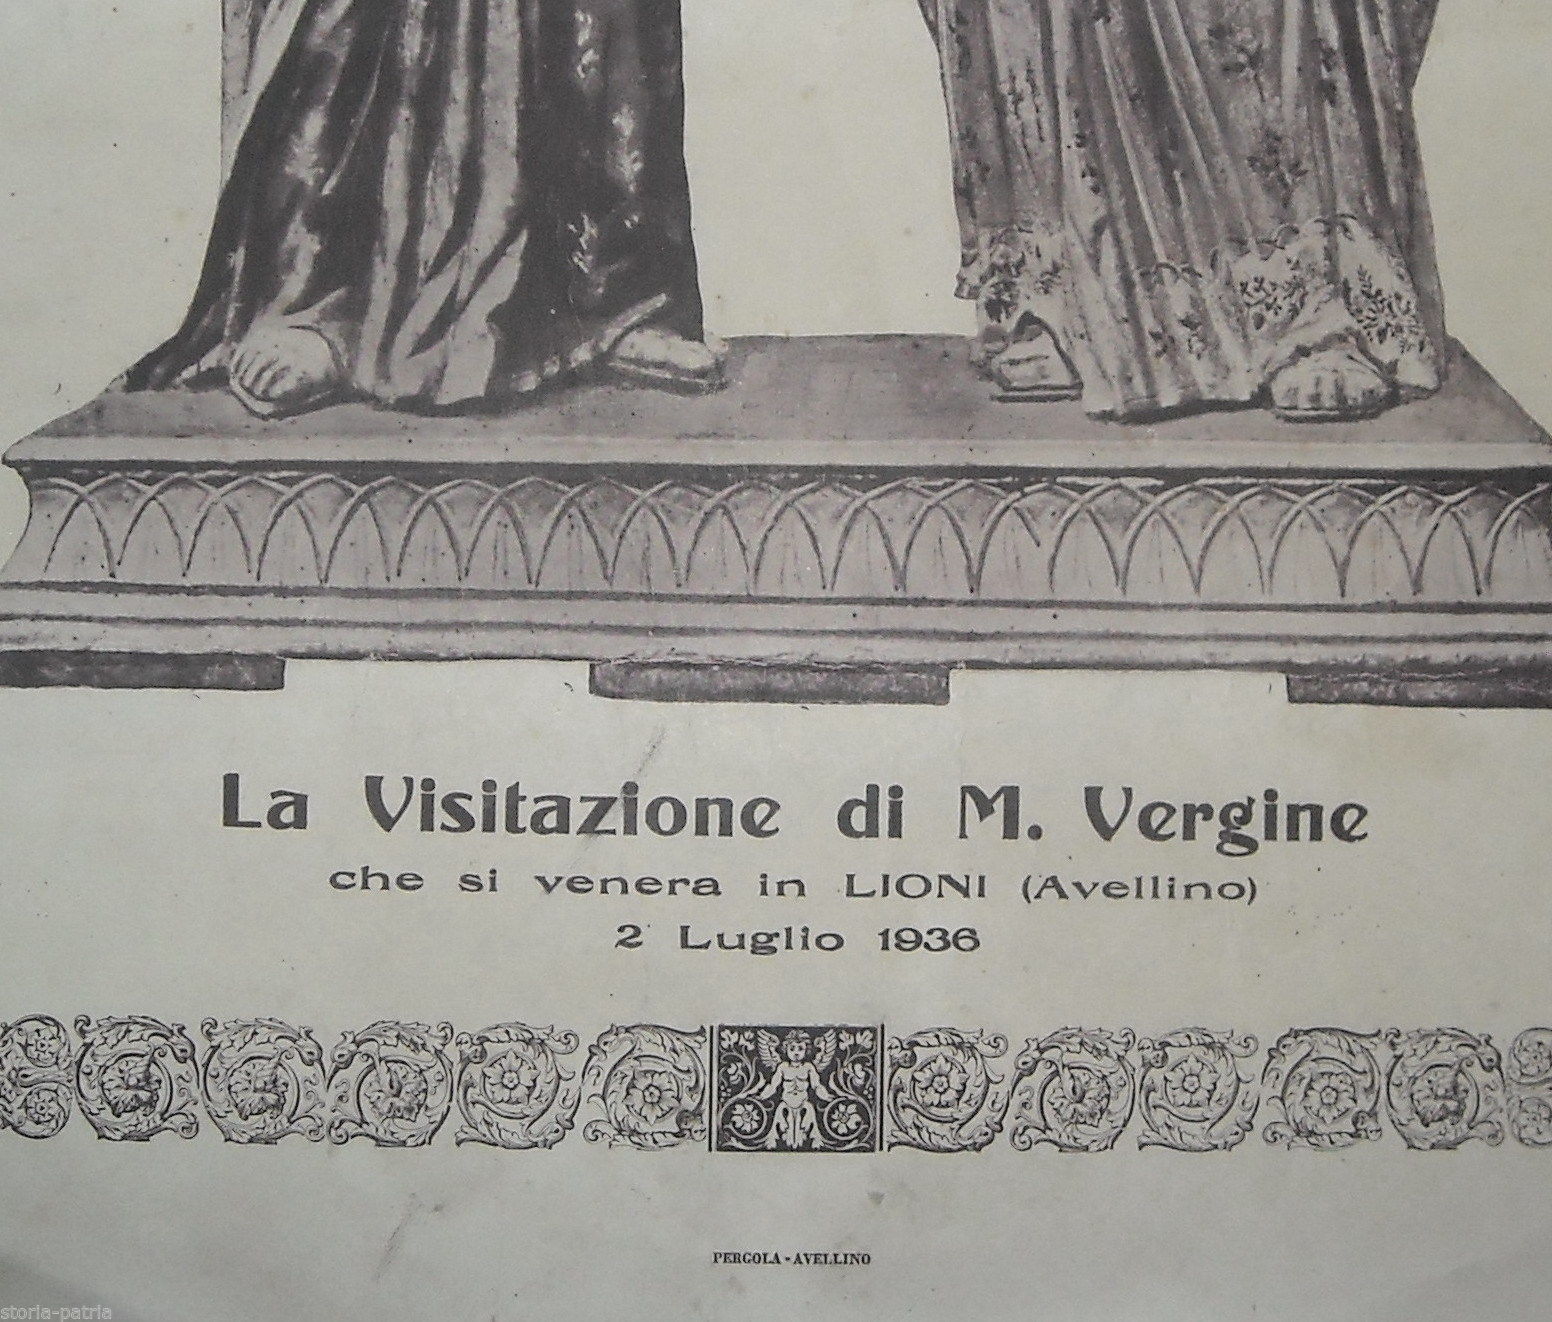 La Visitazione di M. Vergine
che si venera in LIONI (Avellino)
2 Luglio 1936
PERGOLA - AVELLINO
storia-patria